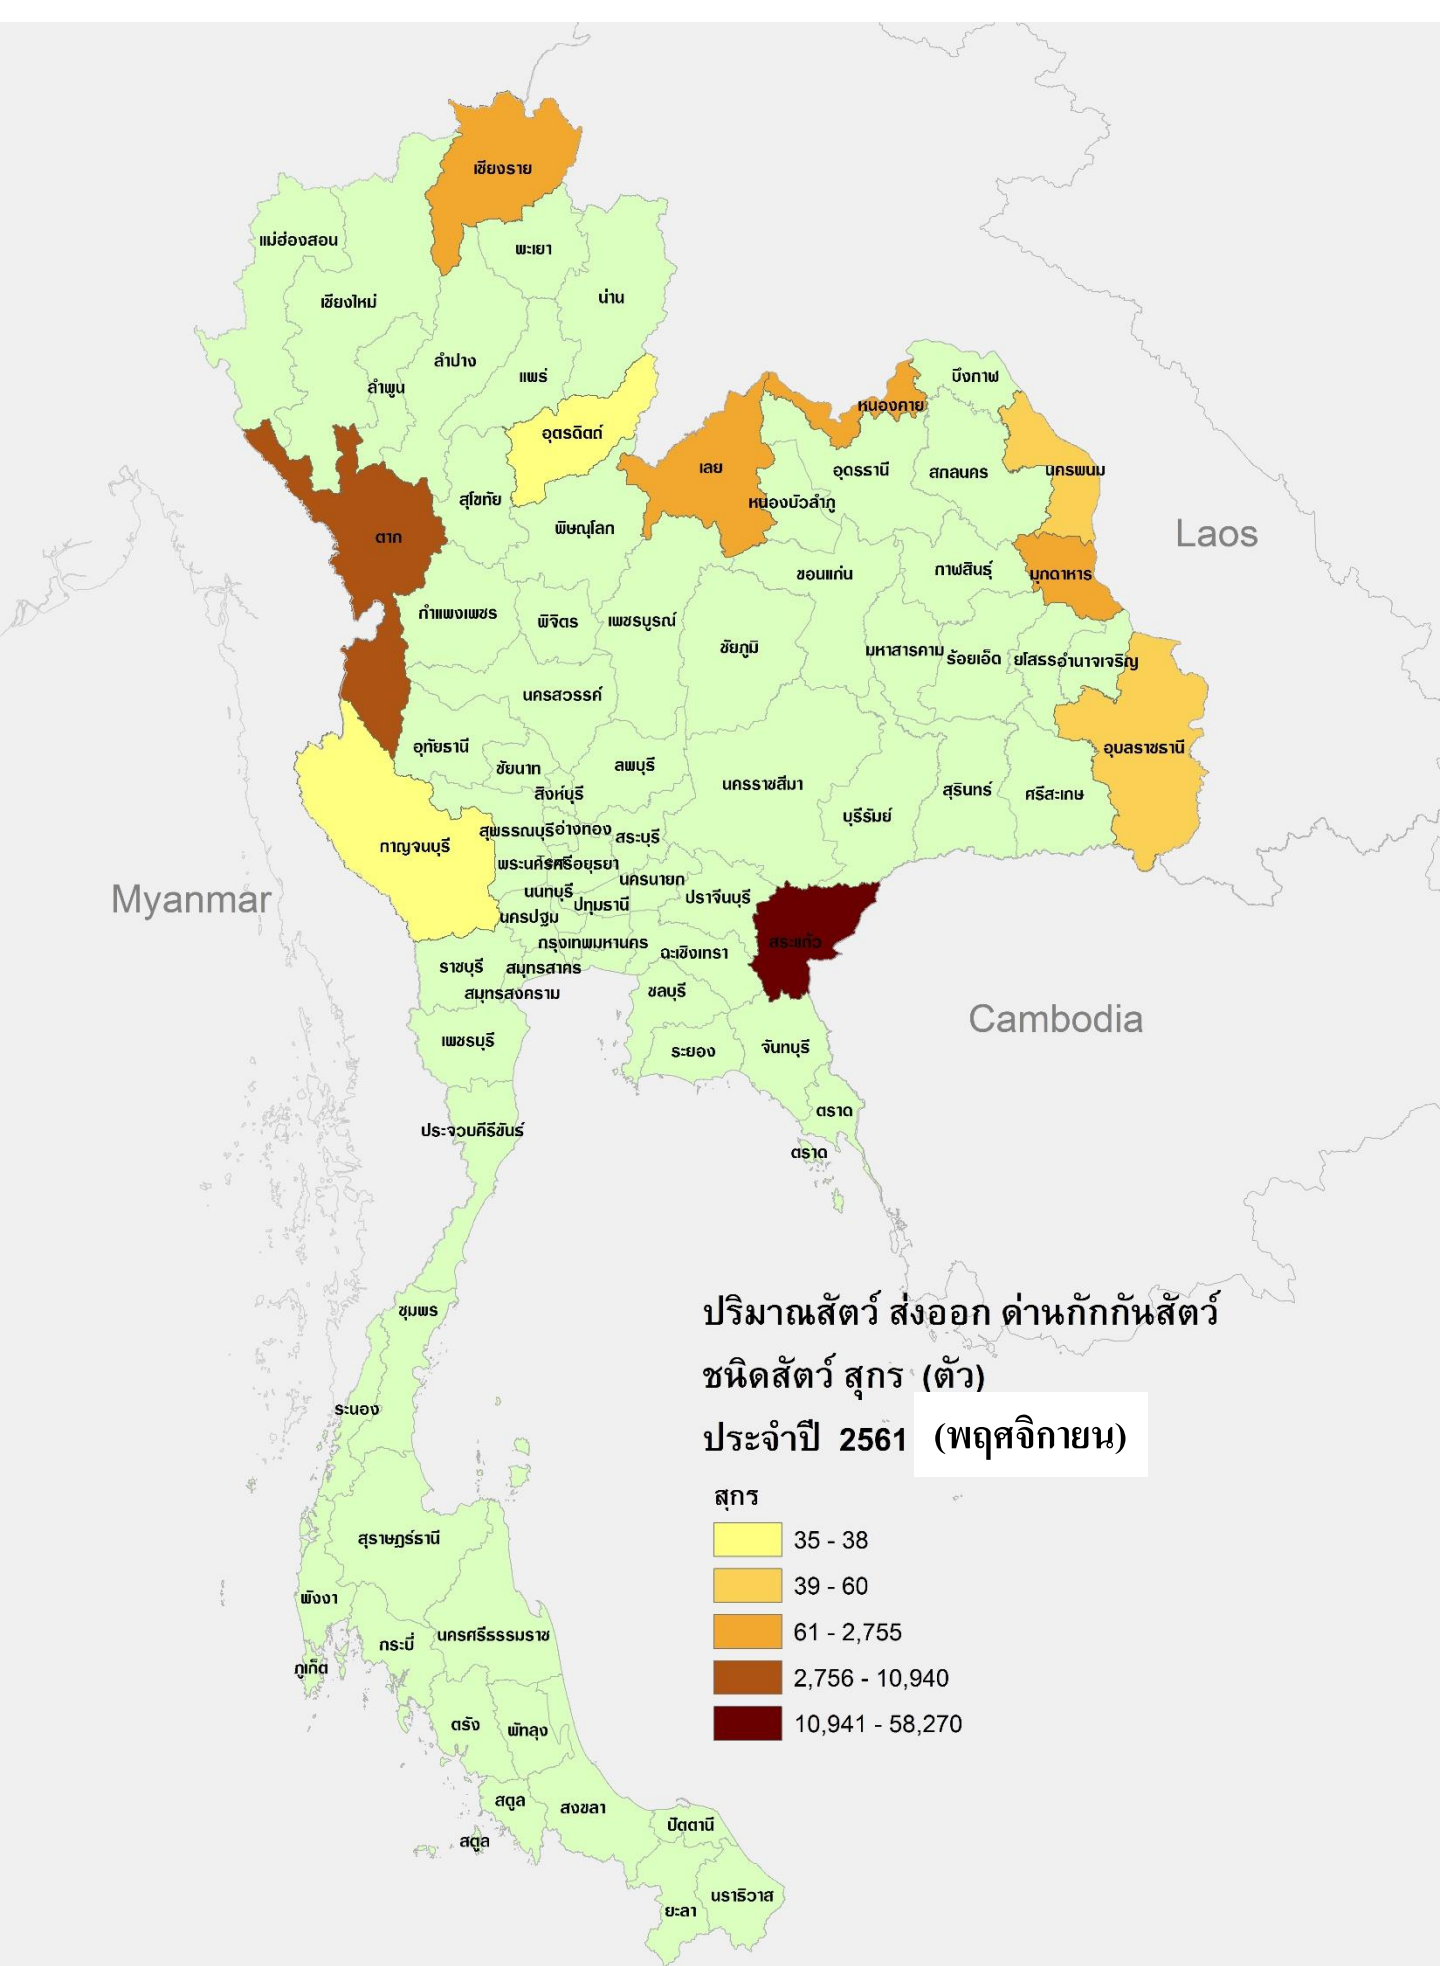 เชียงราย
แม่ฮ่องสอน
พะเยา
เชียงใหม่
น่าน
ลำปาง
แพร่
ลำพูน
บึงกาฬ
หนองคาย
อุตรดิตถ์
เลย
อุดรธานี
สกลนคร
นครพนม
สุโขทัย
หนองบัวลำภู
ตาก
พิษณุโลก
Laos
ขอนแก่น
กาฬสินธุ์
มุกดาหาร
กำแพงเพชร
พิจิตร
เพชรบูรณ์
ชัยภูมิ
มหาสารคาม
ร้อยเอ็ด
ยโสธร
อำนาจเจริญ
นครสวรรค์
อุทัยธานี
ชัยนาท
ลพบุรี
นครราชสีมา
อุบลราชธานี
สิงห์บุรี
สุรินทร์
ศรีสะเกษ
บุรีรัมย์
สุพรรณบุรี
อ่างทอง
สระบุรี
กาญจนบุรี
พระนครศรีอยุธยา
นครนายก
Myanmar
นนทบุรี
ปทุมธานี
ปราจีนบุรี
นครปฐม
กรุงเทพมหานคร
ฉะเชิงเทรา
สระแก้ว
ราชบุรี
สมุทรสาคร
สมุทรสงคราม
ชลบุรี
Cambodia
เพชรบุรี
ระยอง
จันทบุรี
ตราด
ประจวบคีรีขันธ์
ตราด
ชุมพร
ระนอง
สุราษฎร์ธานี
พังงา
กระบี่
นครศรีธรรมราช
ภูเก็ต
ตรัง
พัทลุง
สตูล
สงขลา
สตูล
ปัตตานี
ยะลา
นราธิวาส
ปริมาณสัตว์ ส่งออก ด่านกักกันสัตว์
ชนิดสัตว์ สุกร (ตัว)
ประจำปี 2561 (พฤศจิกายน)
สุกร
35 - 38
39 - 60
61 - 2,755
2,756 - 10,940
10,941 - 58,270